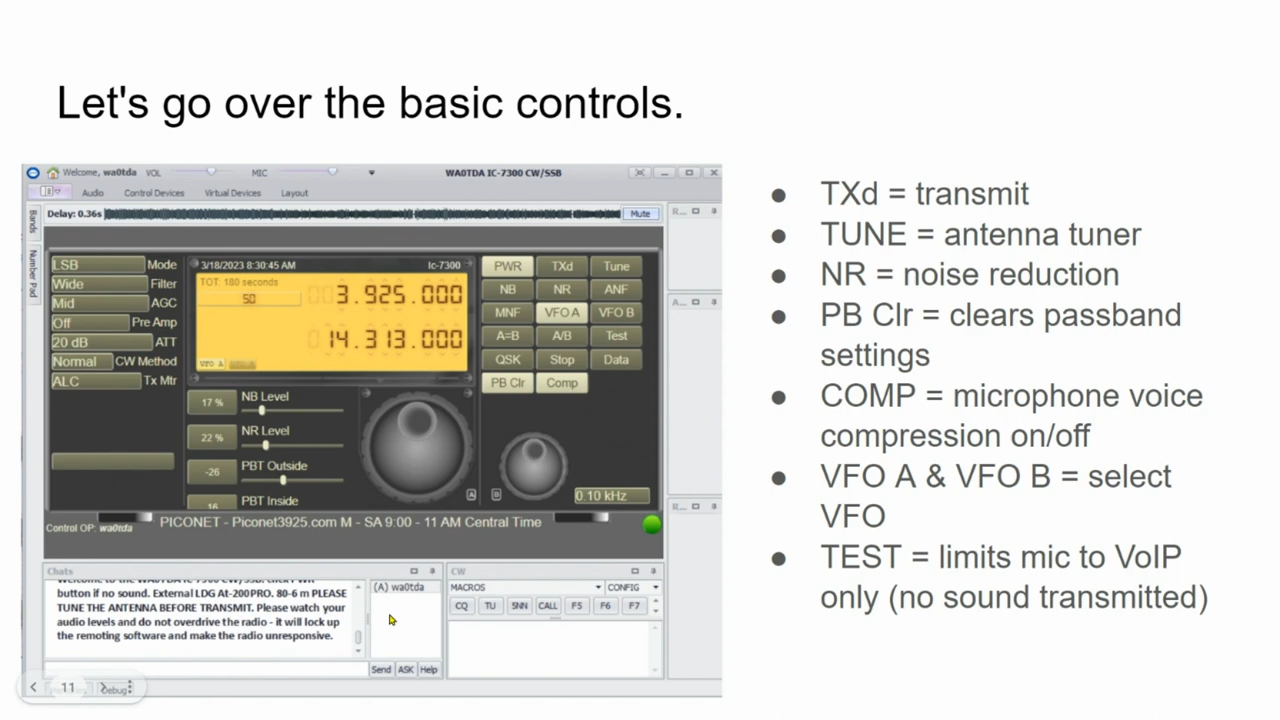 Let's go over the basic controls.
Welcome, wa0tda VOL MIC WA0TDA IC-7300 CW/SSB
Audio Control Devices Virtual Devices Layout
Bands
Number Pad
Delay: 0.36s Mute
LSB Mode
Wide Filter
Mid AGC
Off Pre Amp
20 dB ATT
Normal CW Method
ALC Tx Mtr
3/18/2023 8:30:45 AM Ic-7300
TOT: 180 seconds
3.925.000
14.313.000
VFO A
PWR TXd Tune
NB NR ANF
MNF VFO A VFO B
A=B A/B Test
QSK Stop Data
PB Clr Comp
17 % NB Level
22 % NR Level
-26 PBT Outside
16 PBT Inside
A B 0.10 kHz
Control OP: wa0tda PICONET - Piconet3925.com M - SA 9:00 - 11 AM Central Time
Chats
Welcome to the WA0TDA IC-7300 CW/SSB. Click PWR
button if no sound. External LDG At-200PRO. 80-6 m PLEASE
TUNE THE ANTENNA BEFORE TRANSMIT. Please watch your
audio levels and do not overdrive the radio - it will lock up
the remoting software and make the radio unresponsive.
(A) wa0tda
Send ASK Help
CW
MACROS CONFIG
CQ TU 5NN CALL F5 F6 F7
11
Debug
● TXd = transmit
● TUNE = antenna tuner
● NR = noise reduction
● PB Clr = clears passband
settings
● COMP = microphone voice
compression on/off
● VFO A & VFO B = select
VFO
● TEST = limits mic to VoIP
only (no sound transmitted)